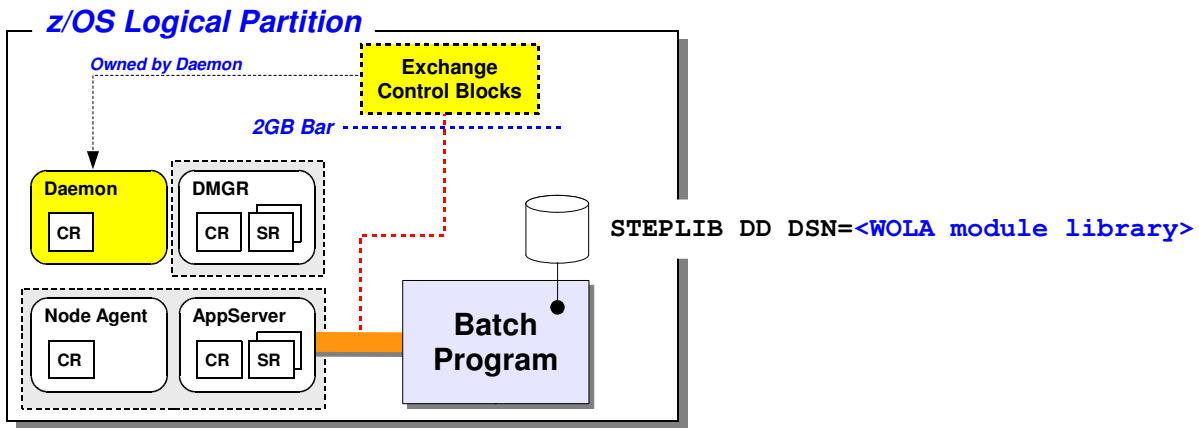 z/OS Logical Partition
Owned by Daemon
Exchange
Control Blocks
2GB Bar
Daemon
CR
DMGR
CR
SR
STEPLIB DD DSN=<WOLA module library>
Node Agent
CR
AppServer
CR
SR
Batch
Program